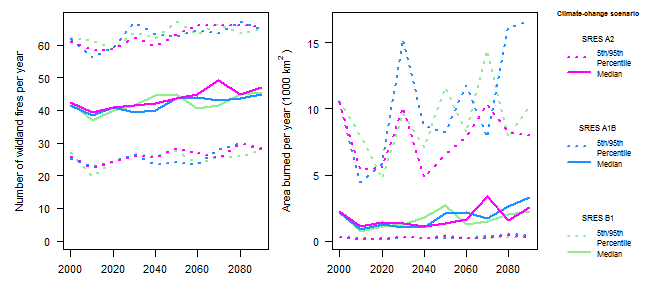 Climate-change scenario
Number of wildland fires per year
60
50
40
30
20
10
0
2000
2020
2040
2060
2080
Area burned per year (1000 km²)
15
10
5
0
2000
2020
2040
2060
2080
SRES A2
5th/95th
Percentile
Median
SRES A1B
5th/95th
Percentile
Median
SRES B1
5th/95th
Percentile
Median